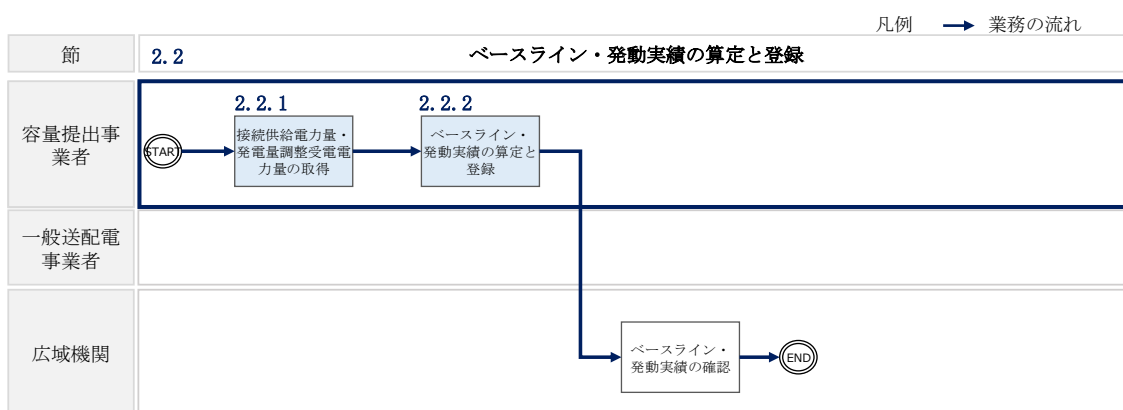 凡例 業務の流れ
節
2.2
ベースライン・発動実績の算定と登録
容量提出事
業者
START
2.2.1
接続供給電力量・
発電量調整受電電
力量の取得
2.2.2
ベースライン・
発動実績の算定と
登録
一般送配電
事業者
広域機関
ベースライン・
発動実績の確認
END